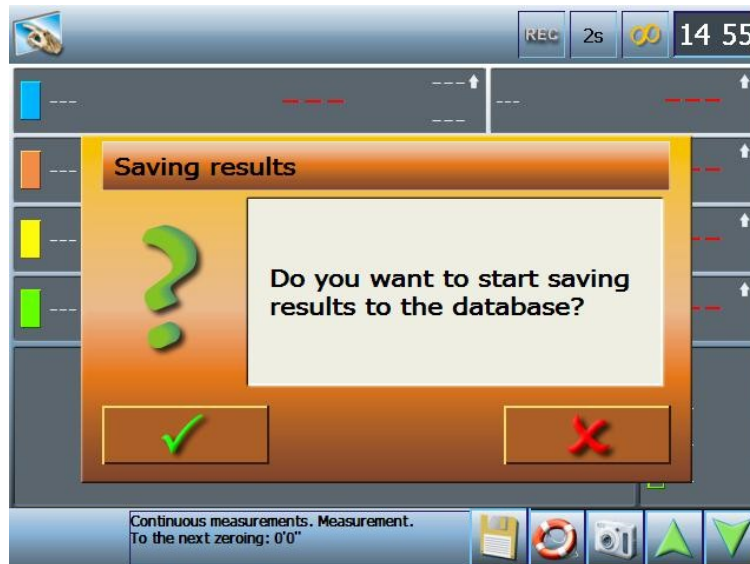 REC 2s 14 55
--- --- ---
---
--- ---
---
---
---
---
Saving results
Do you want to start saving
results to the database?
Continuous measurements. Measurement.
To the next zeroing: 0'0"